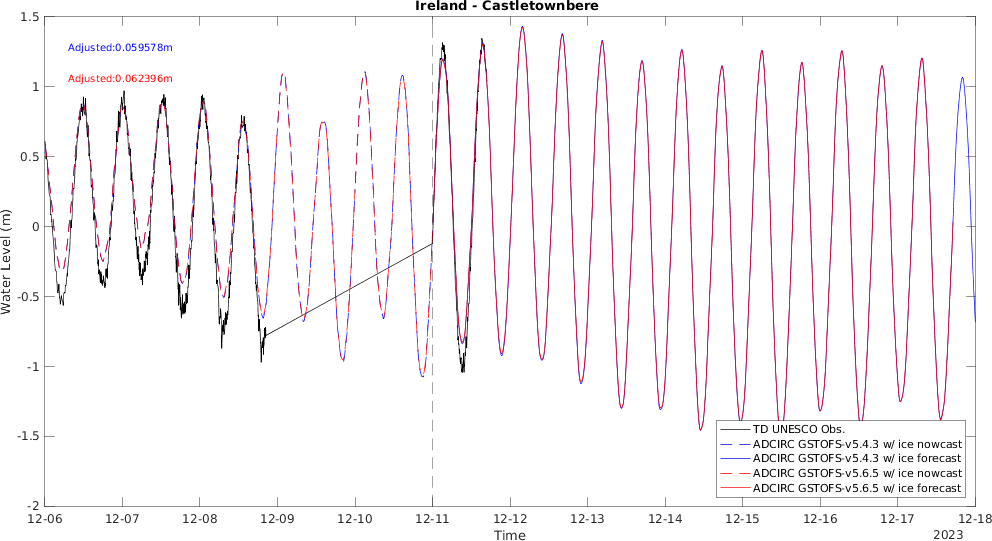 Ireland - Castletownbere
1.5
1
0.5
0
-0.5
-1
-1.5
-2
Water Level (m)
Adjusted:0.059578m
Adjusted:0.062396m
TD UNESCO Obs.
ADCIRC GSTOFS-v5.4.3 w/ ice nowcast
ADCIRC GSTOFS-v5.4.3 w/ ice forecast
ADCIRC GSTOFS-v5.6.5 w/ ice nowcast
ADCIRC GSTOFS-v5.6.5 w/ ice forecast
12-06 12-07 12-08 12-09 12-10 12-11 12-12 12-13 12-14 12-15 12-16 12-17 12-18
Time
2023